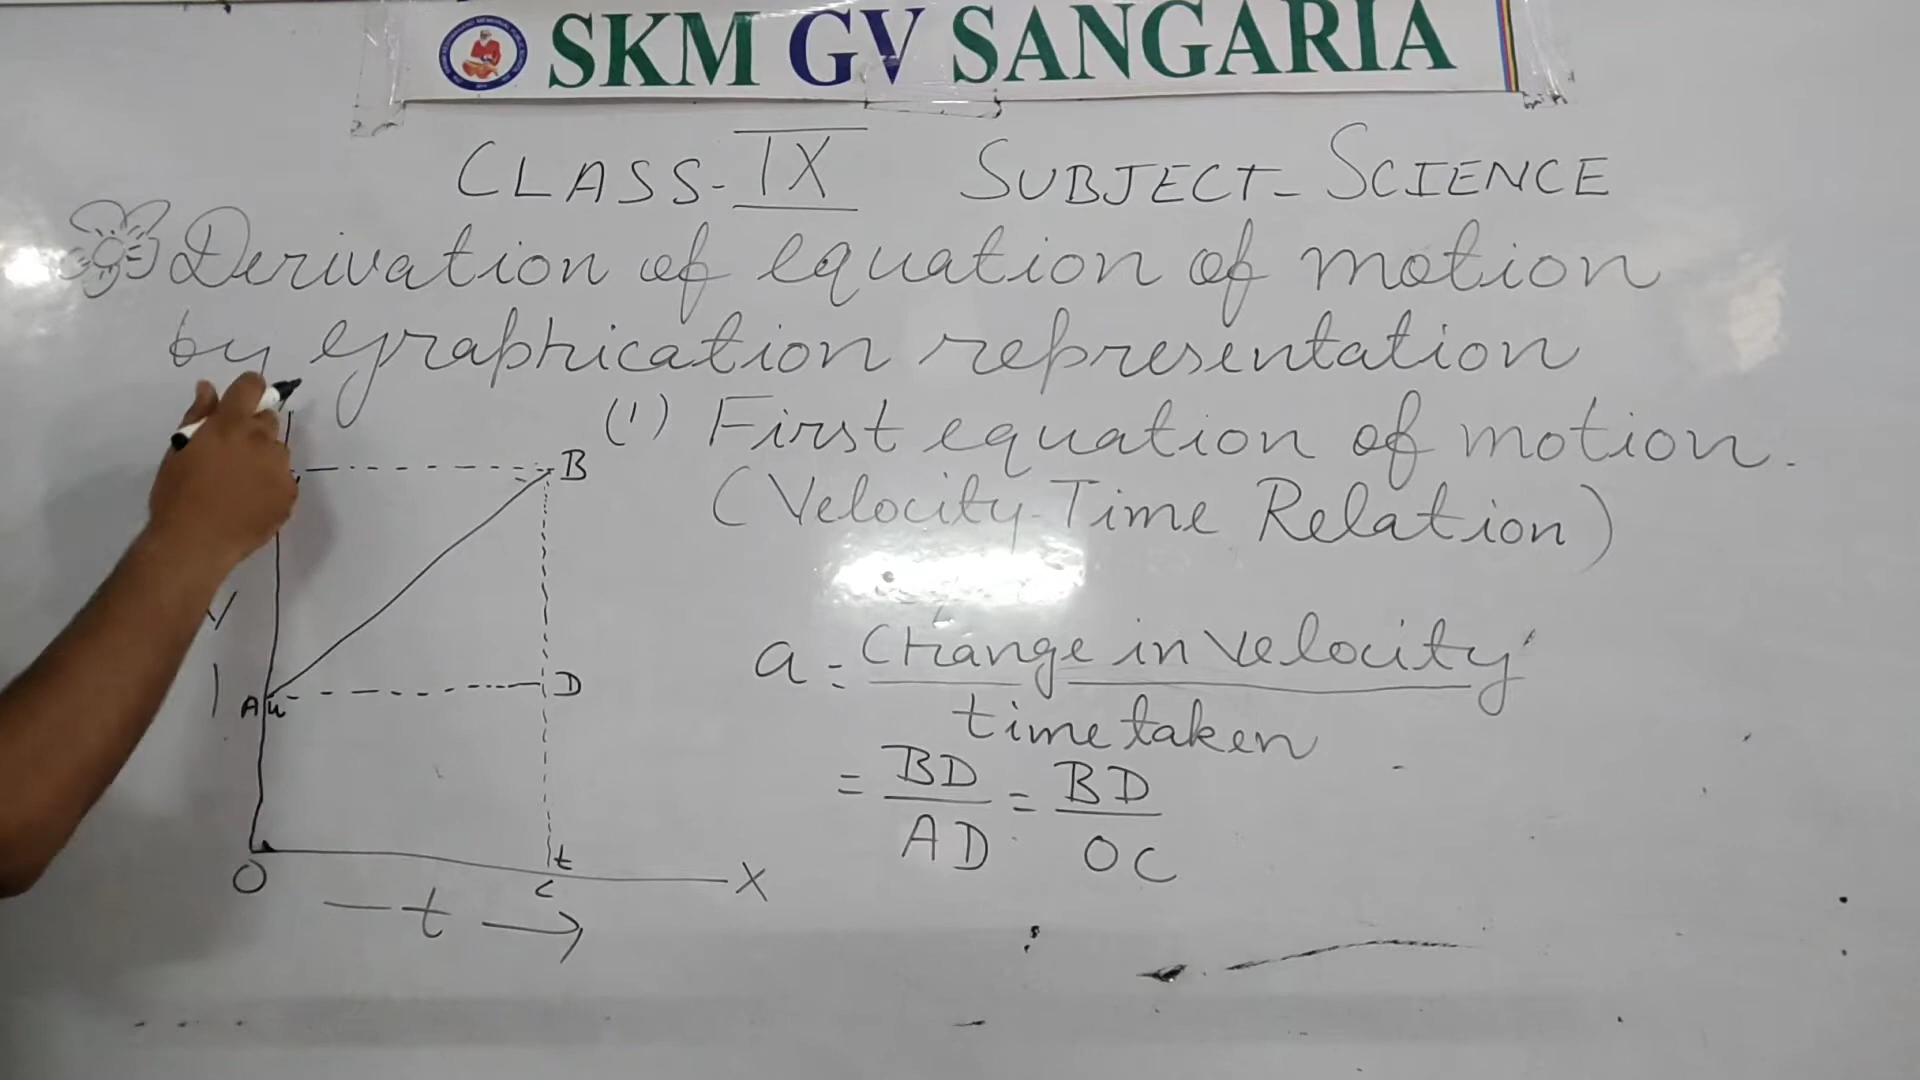 SKM GV SANGARIA
CLASS-IX SUBJECT-SCIENCE
Derivation of equation of motion
by graphication representation
(1) First equation of motion.
(Velocity-Time Relation)
B
V
A u
D
a = Change in velocity
time taken
= BD = BD
AD OC
t
O
C
X
t